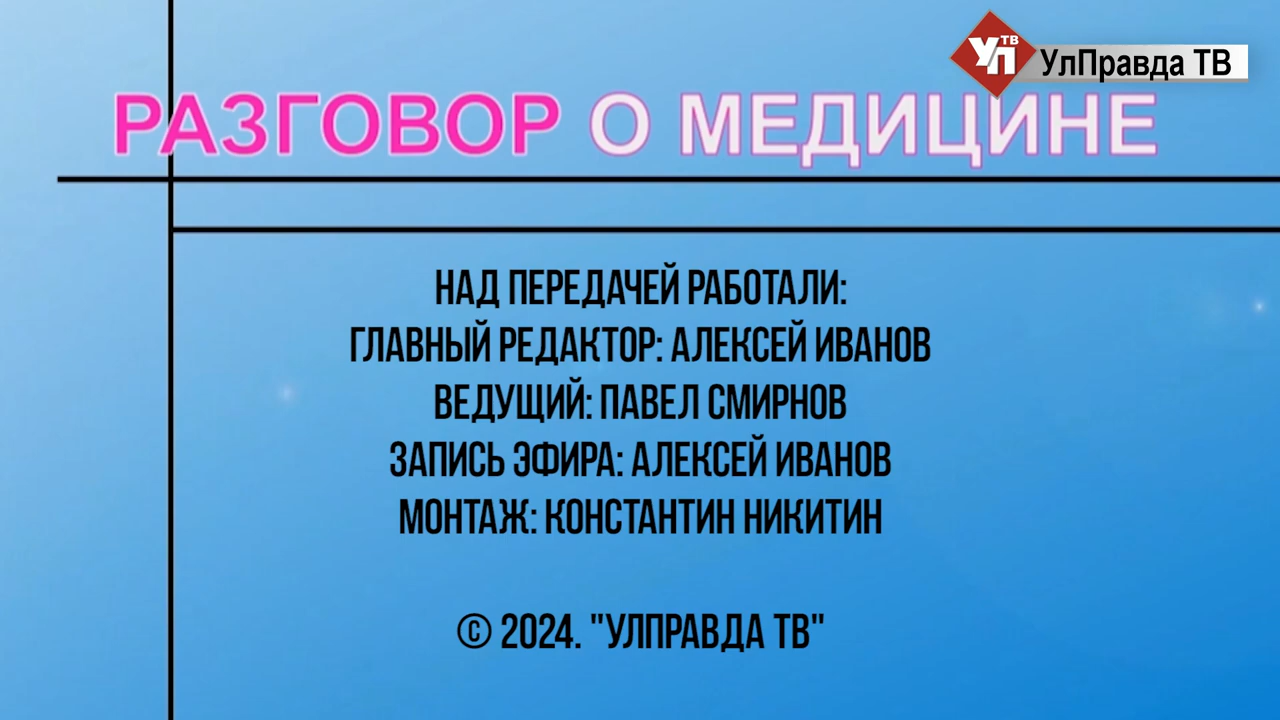 УП ТВ
УлПравда ТВ
РАЗГОВОР О МЕДИЦИНЕ
НАД ПЕРЕДАЧЕЙ РАБОТАЛИ:
ГЛАВНЫЙ РЕДАКТОР: АЛЕКСЕЙ ИВАНОВ
ВЕДУЩИЙ: ПАВЕЛ СМИРНОВ
ЗАПИСЬ ЭФИРА: АЛЕКСЕЙ ИВАНОВ
МОНТАЖ: КОНСТАНТИН НИКИТИН
© 2024. "УЛПРАВДА ТВ"